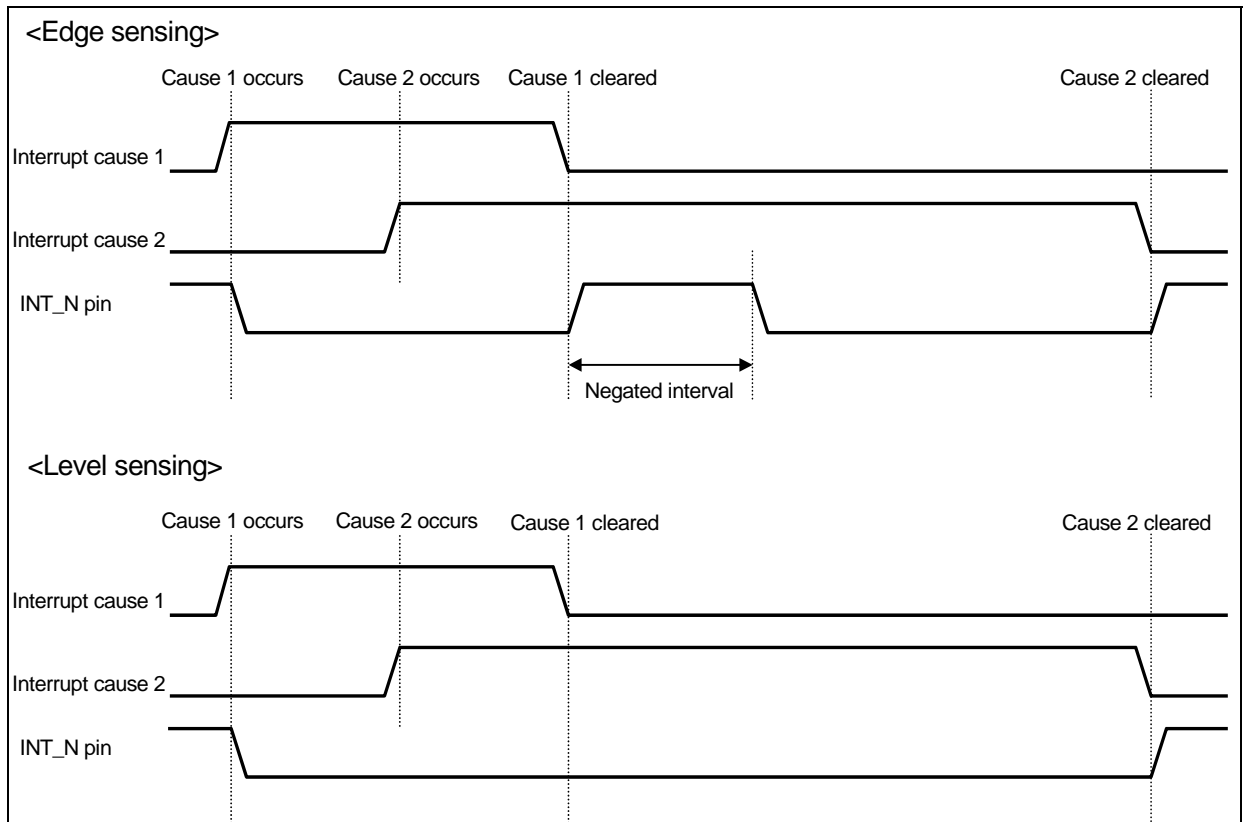 <Edge sensing>
Cause 1 occurs Cause 2 occurs Cause 1 cleared Cause 2 cleared
Interrupt cause 1
Interrupt cause 2
INT_N pin
Negated interval
<Level sensing>
Cause 1 occurs Cause 2 occurs Cause 1 cleared Cause 2 cleared
Interrupt cause 1
Interrupt cause 2
INT_N pin